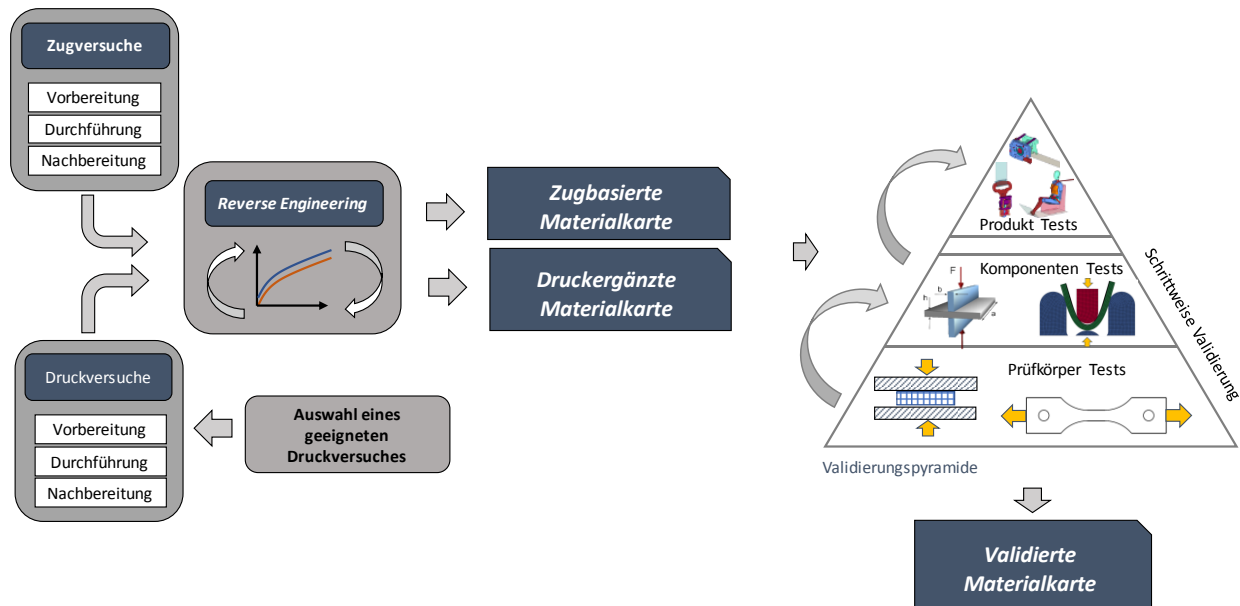 Zugversuche
Vorbereitung
Durchführung
Nachbereitung
Reverse Engineering
Zugbasierte
Materialkarte
Druckergänzte
Materialkarte
Druckversuche
Vorbereitung
Durchführung
Nachbereitung
Auswahl eines
geeigneten
Druckversuches
Produkt Tests
Komponenten Tests
F
b
h
a
Prüfkörper Tests
Schrittweise Validierung
Validierungspyramide
Validierte
Materialkarte